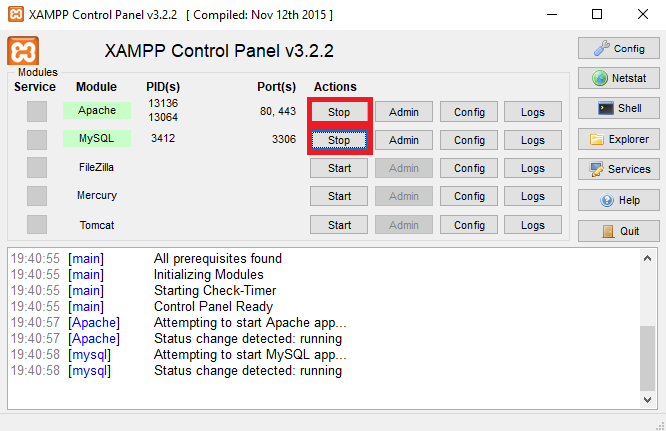 XAMPP Control Panel v3.2.2 [ Compiled: Nov 12th 2015 ]
XAMPP Control Panel v3.2.2
Config
Modules
Service Module PID(s) Port(s) Actions
Netstat
Apache 13136 13064 80, 443 Stop Admin Config Logs
Shell
MySQL 3412 3306 Stop Admin Config Logs
Explorer
FileZilla Start Admin Config Logs
Services
Mercury Start Admin Config Logs
Help
Tomcat Start Admin Config Logs
Quit
19:40:55 [main] All prerequisites found
19:40:55 [main] Initializing Modules
19:40:55 [main] Starting Check-Timer
19:40:55 [main] Control Panel Ready
19:40:57 [Apache] Attempting to start Apache app...
19:40:57 [Apache] Status change detected: running
19:40:58 [mysql] Attempting to start MySQL app...
19:40:58 [mysql] Status change detected: running